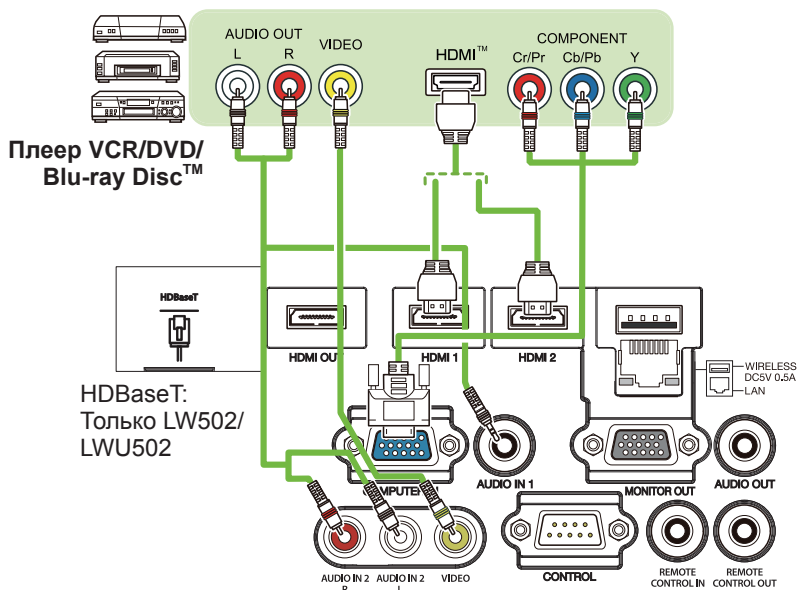 AUDIO OUT
L R
VIDEO
HDMI™
COMPONENT
Cr/Pr Cb/Pb Y
Плеер VCR/DVD/
Blu-ray Disc™
HDBaseT
HDMI OUT
HDMI 1
HDMI 2
WIRELESS
DC5V 0.5A
LAN
HDBaseT:
Только LW502/
LWU502
AUDIO IN 1
MONITOR OUT
AUDIO OUT
AUDIO IN 2
R
AUDIO IN 2
L
VIDEO
CONTROL
REMOTE
CONTROL IN
REMOTE
CONTROL OUT